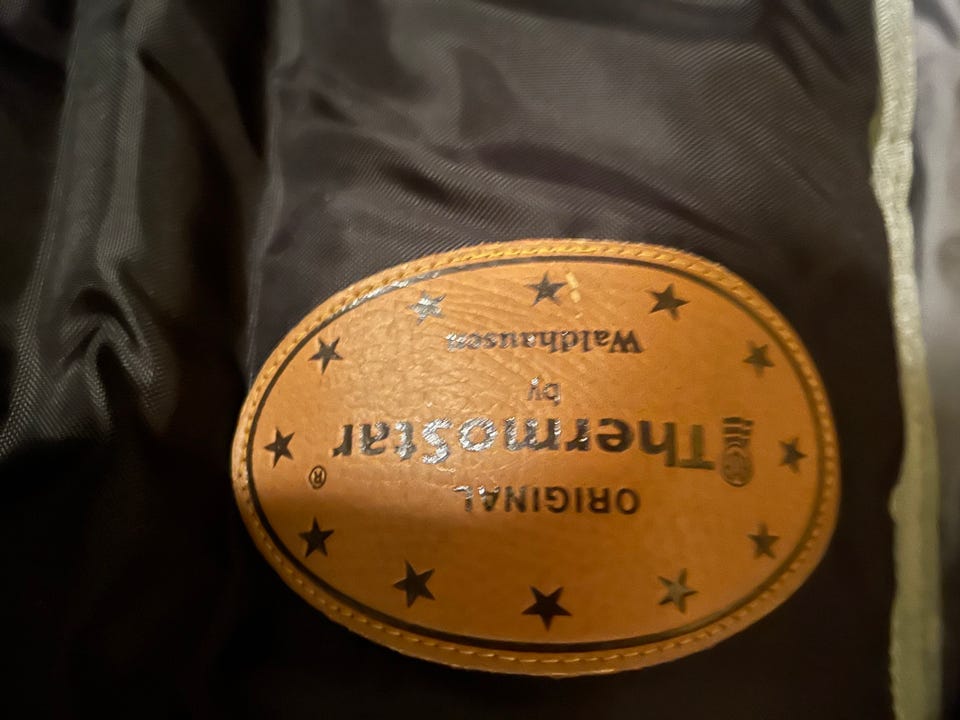 ORIGINAL
ThermoStar ®
by
Waldhausen